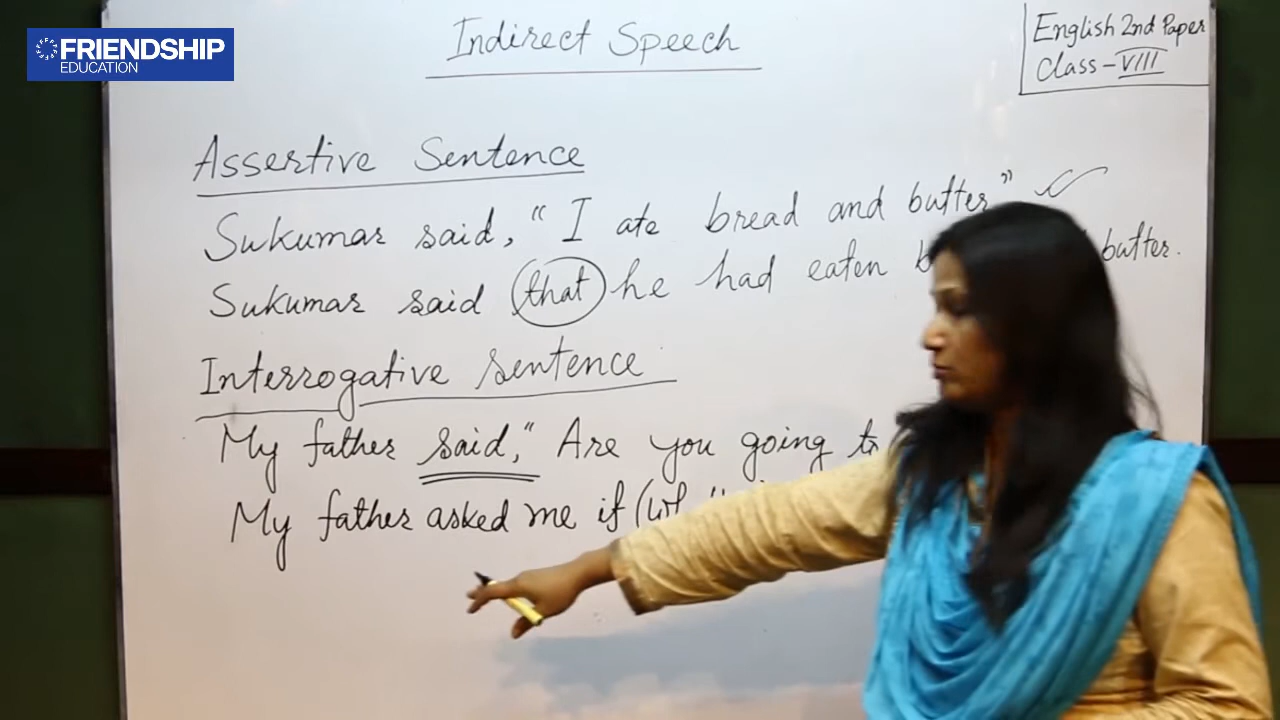 FRIENDSHIP
EDUCATION
Indirect Speech
English 2nd Paper
Class - VIII
Assertive Sentence
Sukumar said, "I ate bread and butter"
Sukumar said that he had eaten butter.
Interrogative sentence
My father said, "Are you going to
My father asked me if